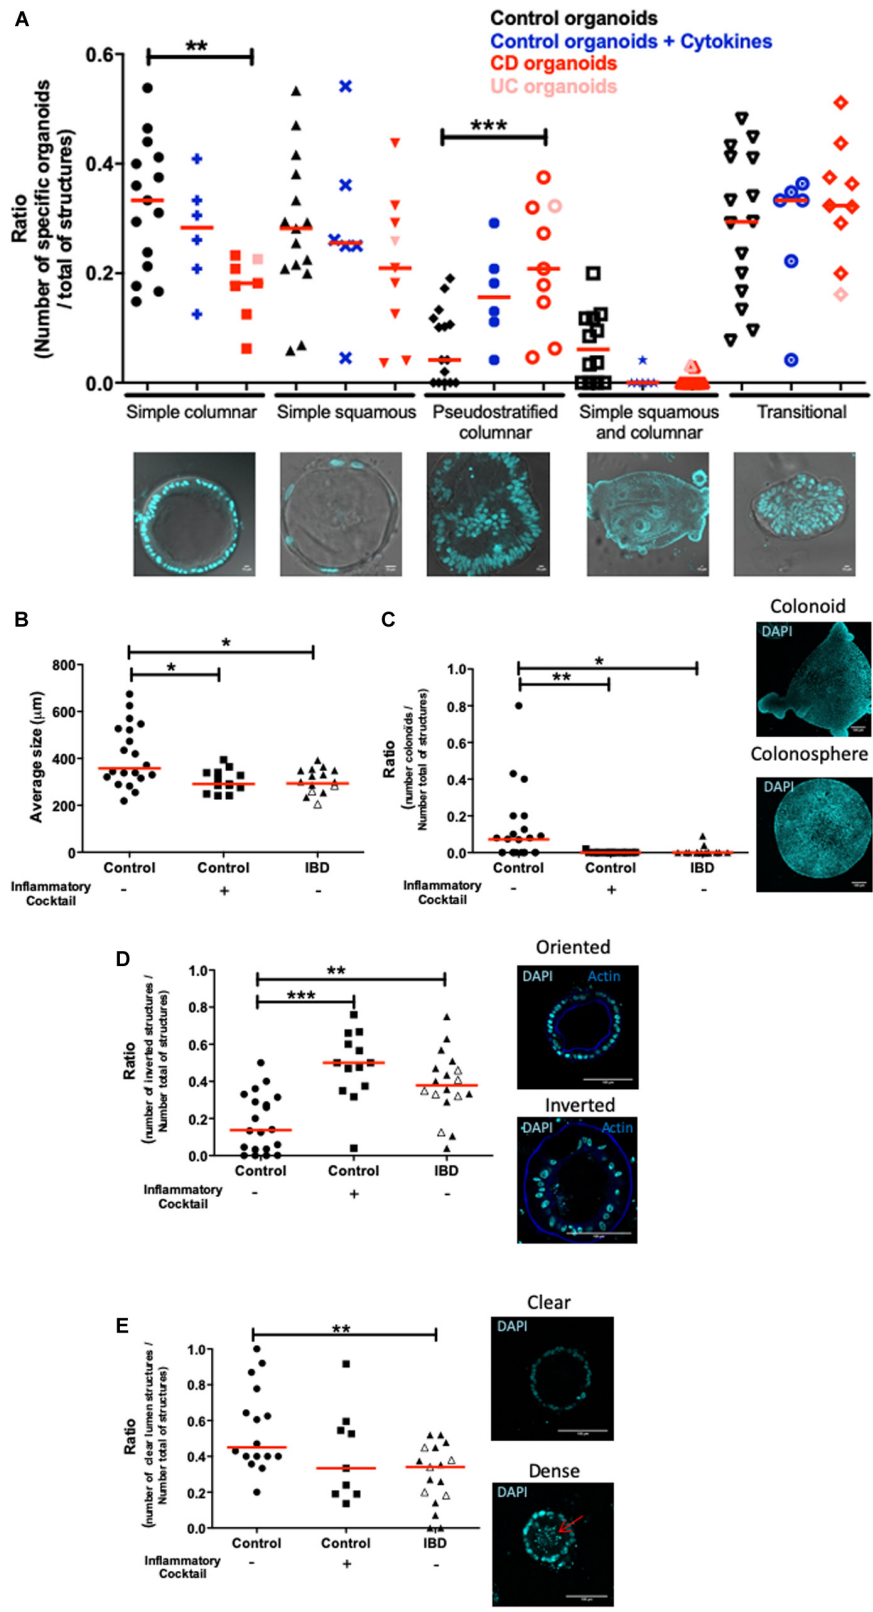 A
Control organoids
Control organoids + Cytokines
CD organoids
UC organoids
Ratio
(Number of specific organoids
/ total of structures)
0.6
0.4
0.2
0.0
**
***
Simple columnar
Simple squamous
Pseudostratified
columnar
Simple squamous
and columnar
Transitional
B
Average size (μm)
800
600
400
200
0
*
*
Control
Control
IBD
Inflammatory
Cocktail
-
+
-
C
Ratio
(number colonoïds /
Number total of structures)
1.0
0.8
0.6
0.4
0.2
0.0
*
**
Control
Control
IBD
Inflammatory
Cocktail
-
+
-
Colonoid
DAPI
Colonosphere
DAPI
D
Ratio
(number of inverted structures /
Number total of structures)
1.0
0.8
0.6
0.4
0.2
0.0
**
***
Control
Control
IBD
Inflammatory
Cocktail
-
+
-
Oriented
DAPI Actin
Inverted
DAPI Actin
E
Ratio
(number of clear lumen structures /
Number total of structures)
1.0
0.8
0.6
0.4
0.2
0.0
**
Control
Control
IBD
Inflammatory
Cocktail
-
+
-
Clear
DAPI
Dense
DAPI